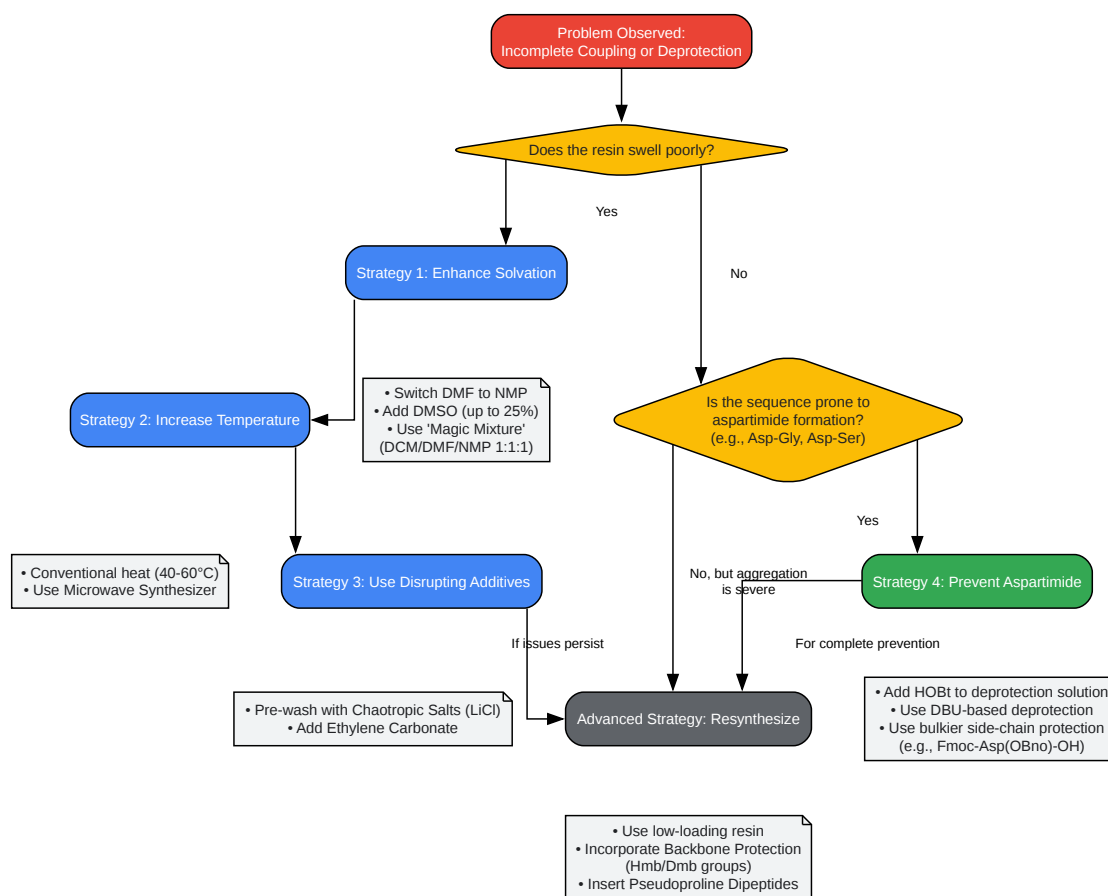 Problem Observed:
Incomplete Coupling or Deprotection
Does the resin swell poorly?
Yes
Strategy 1: Enhance Solvation
No
• Switch DMF to NMP
• Add DMSO (up to 25%)
• Use 'Magic Mixture'
(DCM/DMF/NMP 1:1:1)
Strategy 2: Increase Temperature
Is the sequence prone to
aspartimide formation?
(e.g., Asp-Gly, Asp-Ser)
Yes
• Conventional heat (40-60°C)
• Use Microwave Synthesizer
Strategy 3: Use Disrupting Additives
No, but aggregation
is severe
Strategy 4: Prevent Aspartimide
If issues persist
For complete prevention
• Pre-wash with Chaotropic Salts (LiCl)
• Add Ethylene Carbonate
Advanced Strategy: Resynthesize
• Add HOBt to deprotection solution
• Use DBU-based deprotection
• Use bulkier side-chain protection
(e.g., Fmoc-Asp(OBno)-OH)
• Use low-loading resin
• Incorporate Backbone Protection
(Hmb/Dmb groups)
• Insert Pseudoproline Dipeptides